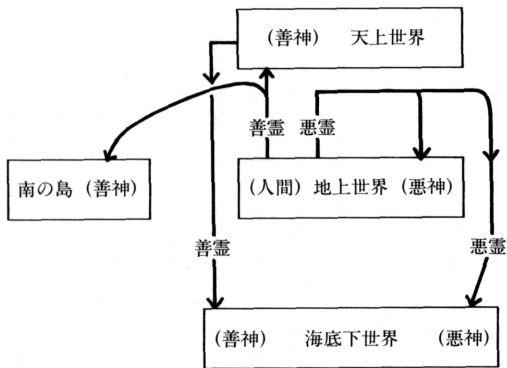 (善神) 天上世界
善霊 悪霊
南の島 (善神)
(人間) 地上世界 (悪神)
善霊
悪霊
(善神) 海底下世界 (悪神)